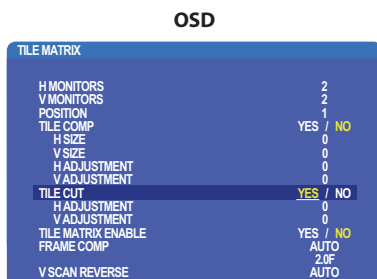 OSD
TILE MATRIX
H MONITORS 2
V MONITORS 2
POSITION 1
TILE COMP YES / NO
H SIZE 0
V SIZE 0
H ADJUSTMENT 0
V ADJUSTMENT 0
TILE CUT YES / NO
H ADJUSTMENT 0
V ADJUSTMENT 0
TILE MATRIX ENABLE YES / NO
FRAME COMP AUTO
2.0F
V SCAN REVERSE AUTO